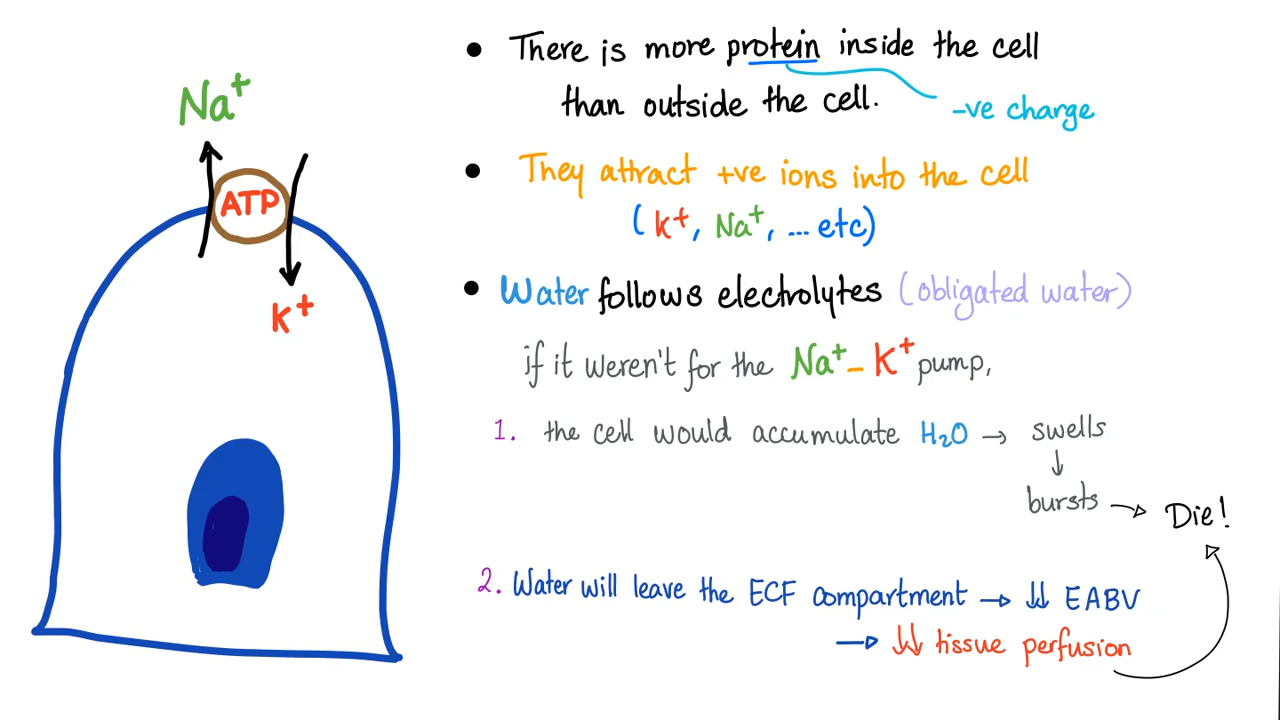 Na+
ATP
K+
• There is more protein inside the cell
than outside the cell.
-ve charge
• They attract +ve ions into the cell
(K+, Na+, ... etc)
• Water follows electrolytes (obligated water)
if it weren't for the Na+ - K+ pump,
1. the cell would accumulate H₂O → swells
↓
bursts → Die!
2. Water will leave the ECF compartment → ↓↓ EABV
→ ↓↓ tissue perfusion